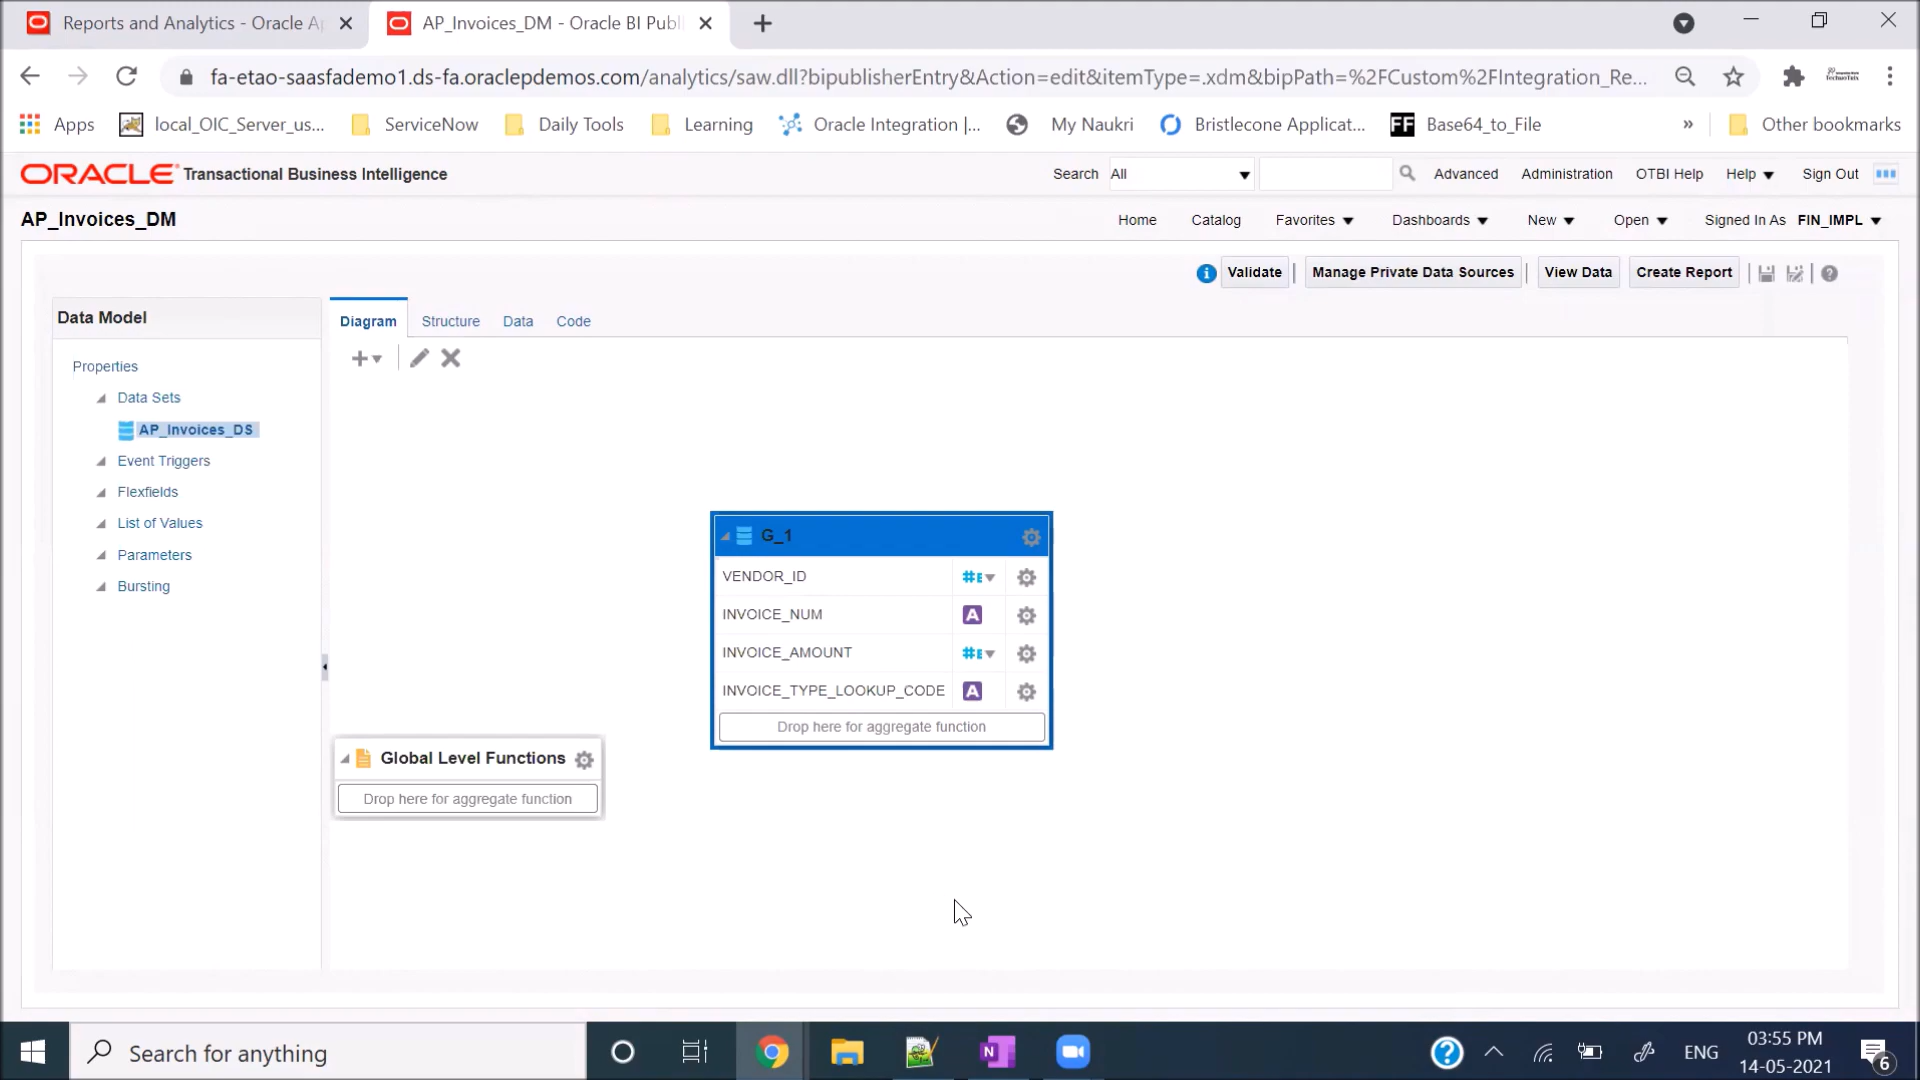 Reports and Analytics - Oracle Ap
AP_Invoices_DM - Oracle BI Publi
fa-etao-saasfademo1.ds-fa.oraclepdemos.com/analytics/saw.dll?bipublisherEntry&Action=edit&itemType=.xdm&bipPath=%2FCustom%2FIntegration_Re...
Apps
local_OIC_Server_us...
ServiceNow
Daily Tools
Learning
Oracle Integration |...
My Naukri
Bristlecone Applicat...
FF
Base64_to_File
»
Other bookmarks
ORACLE Transactional Business Intelligence
Search
All
Advanced
Administration
OTBI Help
Help
Sign Out
AP_Invoices_DM
Home
Catalog
Favorites
Dashboards
New
Open
Signed In As FIN_IMPL
Validate
Manage Private Data Sources
View Data
Create Report
Data Model
Diagram
Structure
Data
Code
Properties
Data Sets
AP_Invoices_DS
Event Triggers
Flexfields
List of Values
Parameters
Bursting
G_1
VENDOR_ID
INVOICE_NUM
A
INVOICE_AMOUNT
INVOICE_TYPE_LOOKUP_CODE
A
Drop here for aggregate function
Global Level Functions
Drop here for aggregate function
Search for anything
N
ENG
03:55 PM
14-05-2021
6